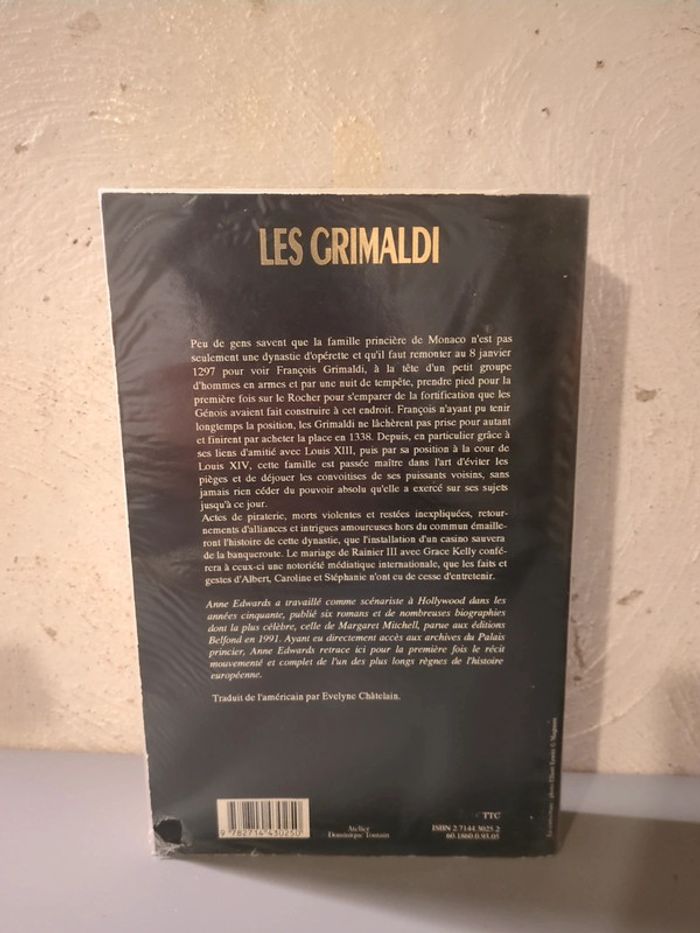 LES GRIMALDI
Peu de gens savent que la famille princière de Monaco n'est pas
seulement une dynastie d'opérette et qu'il faut remonter au 8 janvier
1297 pour voir François Grimaldi, à la tête d'un petit groupe
d'hommes en armes et par une nuit de tempête, prendre pied pour la
première fois sur le Rocher pour s'emparer de la fortification que les
Génois avaient fait construire à cet endroit. François n'ayant pu tenir
longtemps la position, les Grimaldi ne lâchèrent pas prise pour autant
et finirent par acheter la place en 1338. Depuis, en particulier grâce à
ses liens d'amitié avec Louis XIII, puis par sa position à la cour de
Louis XIV, cette famille est passée maître dans l'art d'éviter les
pièges et de déjouer les convoitises de ses puissants voisins, sans
jamais rien céder du pouvoir absolu qu'elle a exercé sur ses sujets
jusqu'à ce jour.
Actes de piraterie, morts violentes et restées inexpliquées, retour-
nements d'alliances et intrigues amoureuses hors du commun émaille-
ront l'histoire de cette dynastie, que l'installation d'un casino sauvera
de la banqueroute. Le mariage de Rainier III avec Grace Kelly confé-
rera à ceux-ci une notoriété médiatique internationale, que les faits et
gestes d'Albert, Caroline et Stéphanie n'ont eu de cesse d'entretenir.
Anne Edwards a travaillé comme scénariste à Hollywood dans les
années cinquante, publié six romans et de nombreuses biographies
dont la plus célèbre, celle de Margaret Mitchell, parue aux éditions
Belfond en 1991. Ayant eu directement accès aux archives du Palais
princier, Anne Edwards retrace ici pour la première fois le récit
mouvementé et complet de l'un des plus longs règnes de l'histoire
européenne.
Traduit de l'américain par Evelyne Châtelain.
9 782714 430250
Atelier
Dominique Toutain
TTC
ISBN 2.7144.3025.2
60.1860.0.93.05